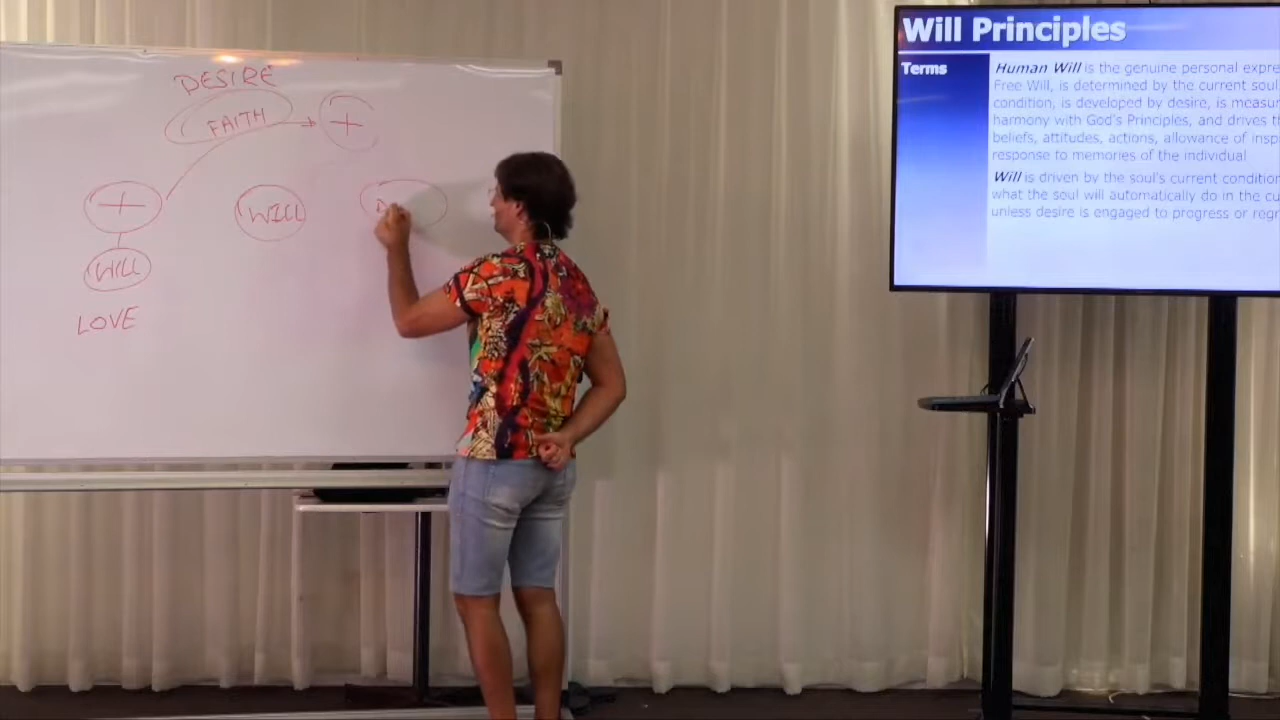 DESIRE
FAITH
+
+
WILL
WILL
LOVE
Will Principles
Terms
Human Will is the genuine personal expre
Free Will, is determined by the current soul
condition, is developed by desire, is measu
harmony with God's Principles, and drives t
beliefs, attitudes, actions, allowance of insp
response to memories of the individual
Will is driven by the soul's current condition
what the soul will automatically do in the cu
unless desire is engaged to progress or regr